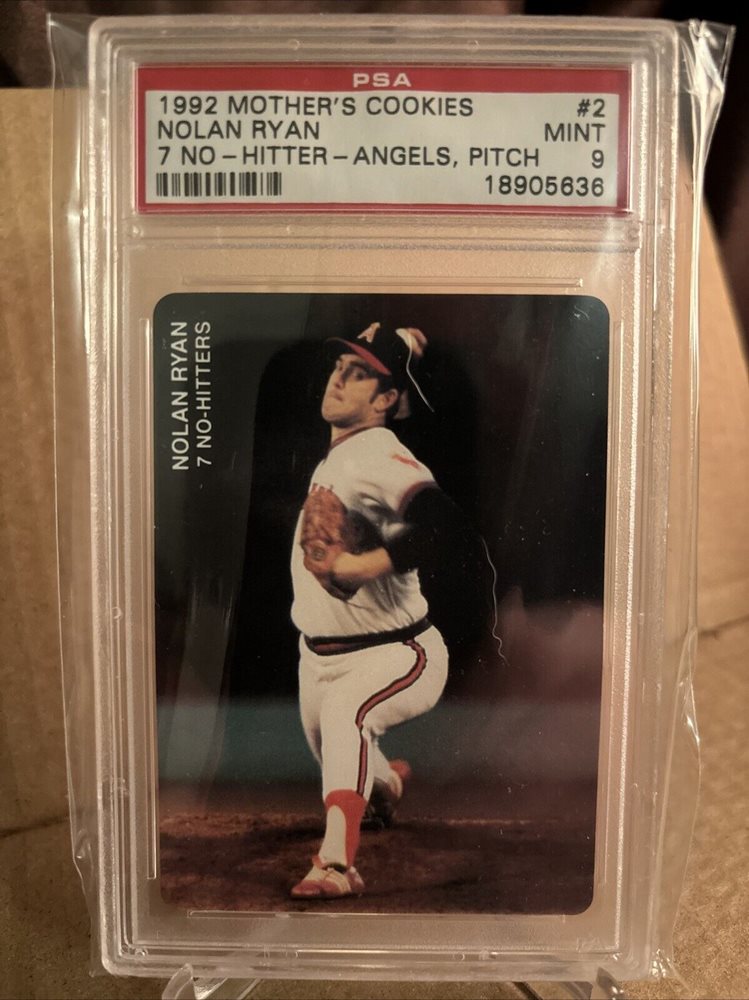 PSA
1992 MOTHER'S COOKIES #2
NOLAN RYAN MINT
7 NO-HITTER-ANGELS, PITCH 9
18905636
NOLAN RYAN
7 NO-HITTERS
A